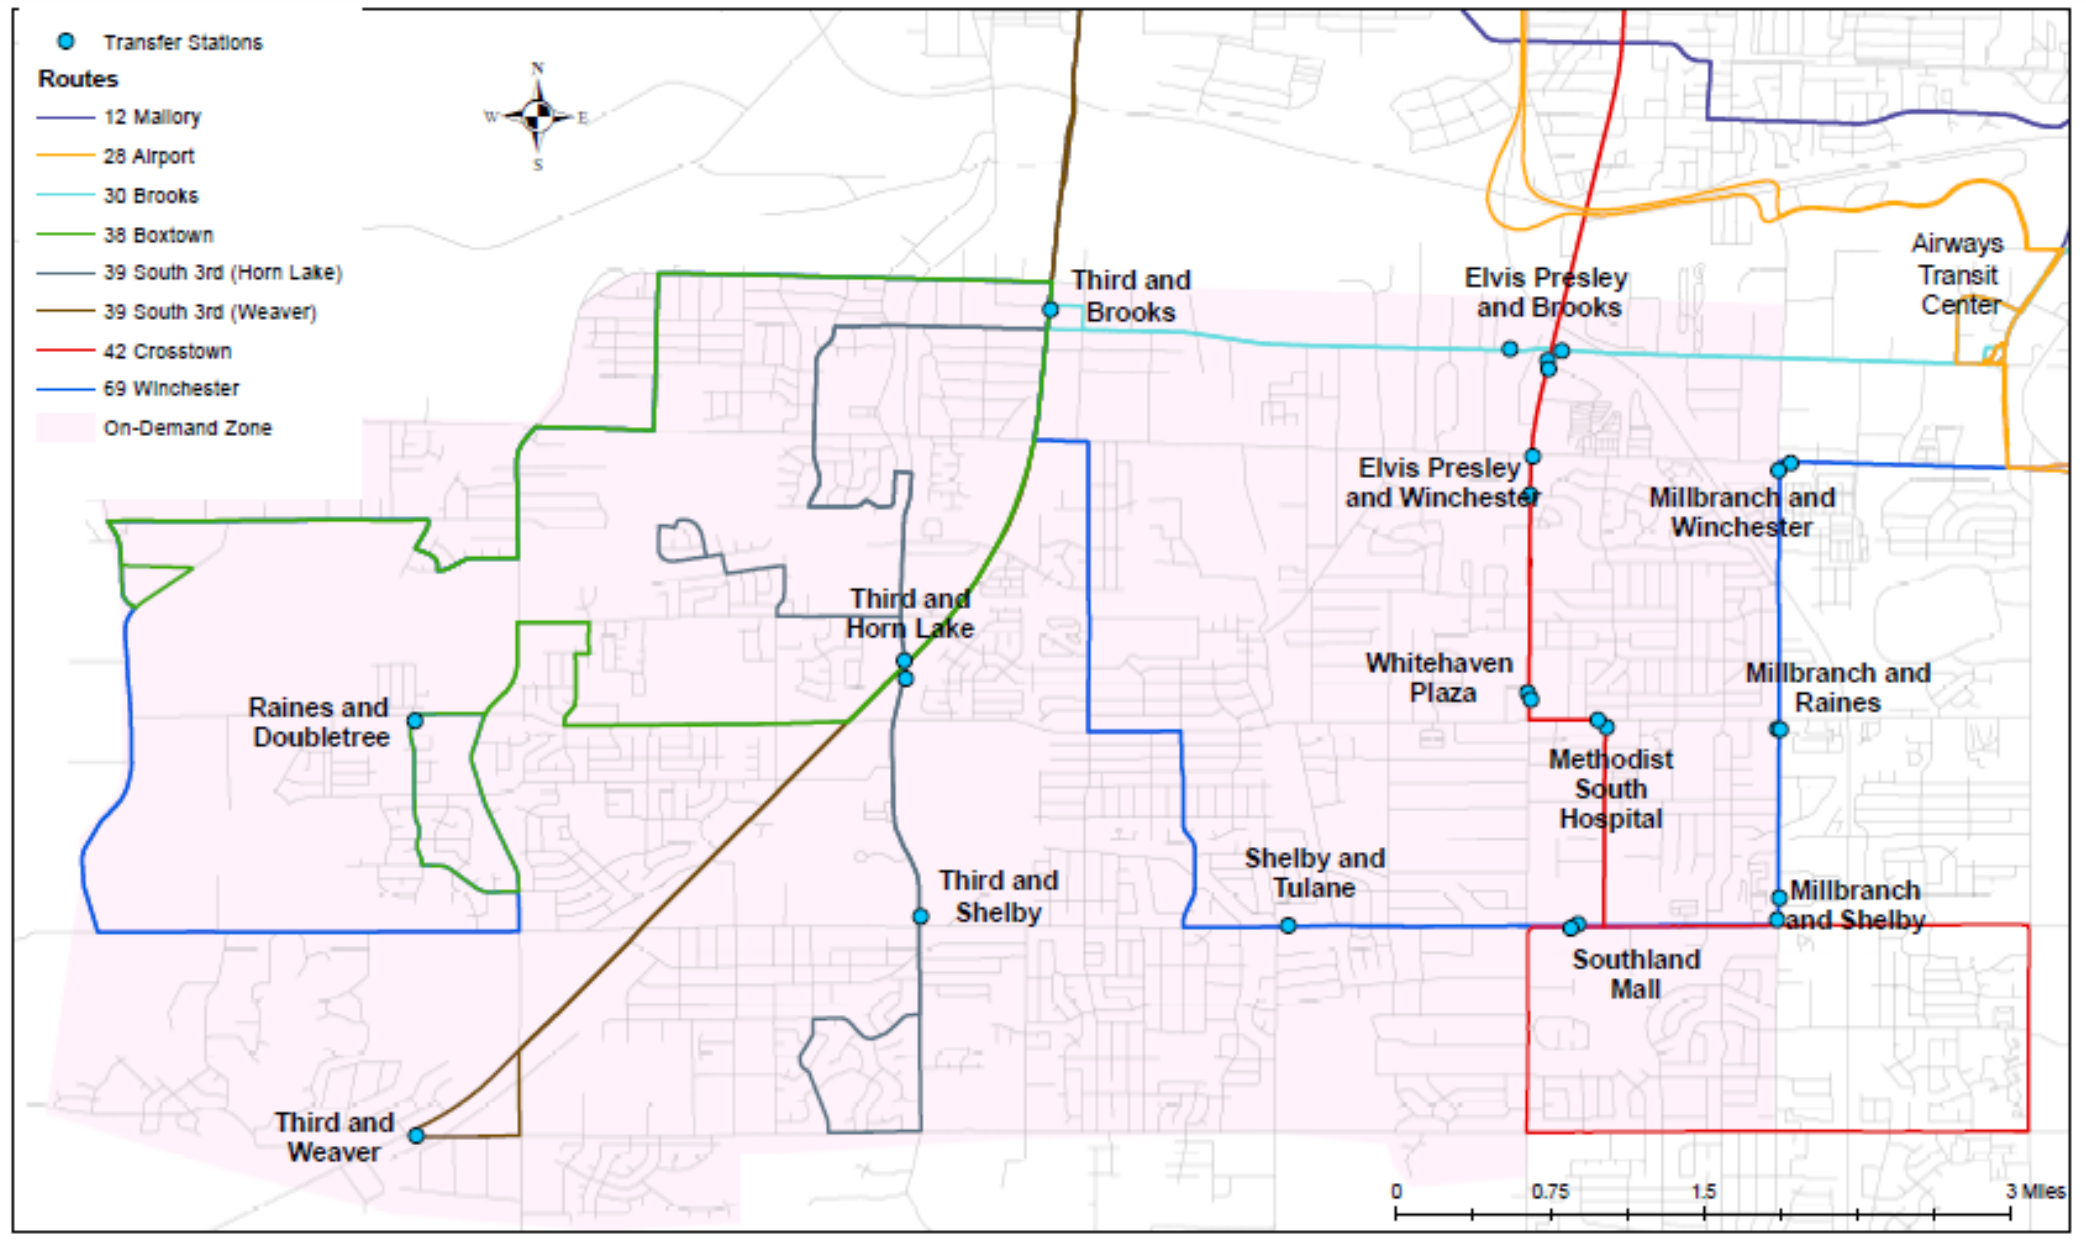 Transfer Stations
Routes
12 Mallory
28 Airport
30 Brooks
38 Boxtown
39 South 3rd (Horn Lake)
39 South 3rd (Weaver)
42 Crosstown
69 Winchester
On-Demand Zone
N
W
E
S
Airways
Transit
Center
Third and
Brooks
Elvis Presley
and Brooks
Elvis Presley
and Winchester
Millbranch and
Winchester
Third and
Horn Lake
Whitehaven
Plaza
Millbranch and
Raines
Raines and
Doubletree
Methodist
South
Hospital
Shelby and
Tulane
Third and
Shelby
Millbranch
and Shelby
Southland
Mall
Third and
Weaver
0
0.75
1.5
3 Miles